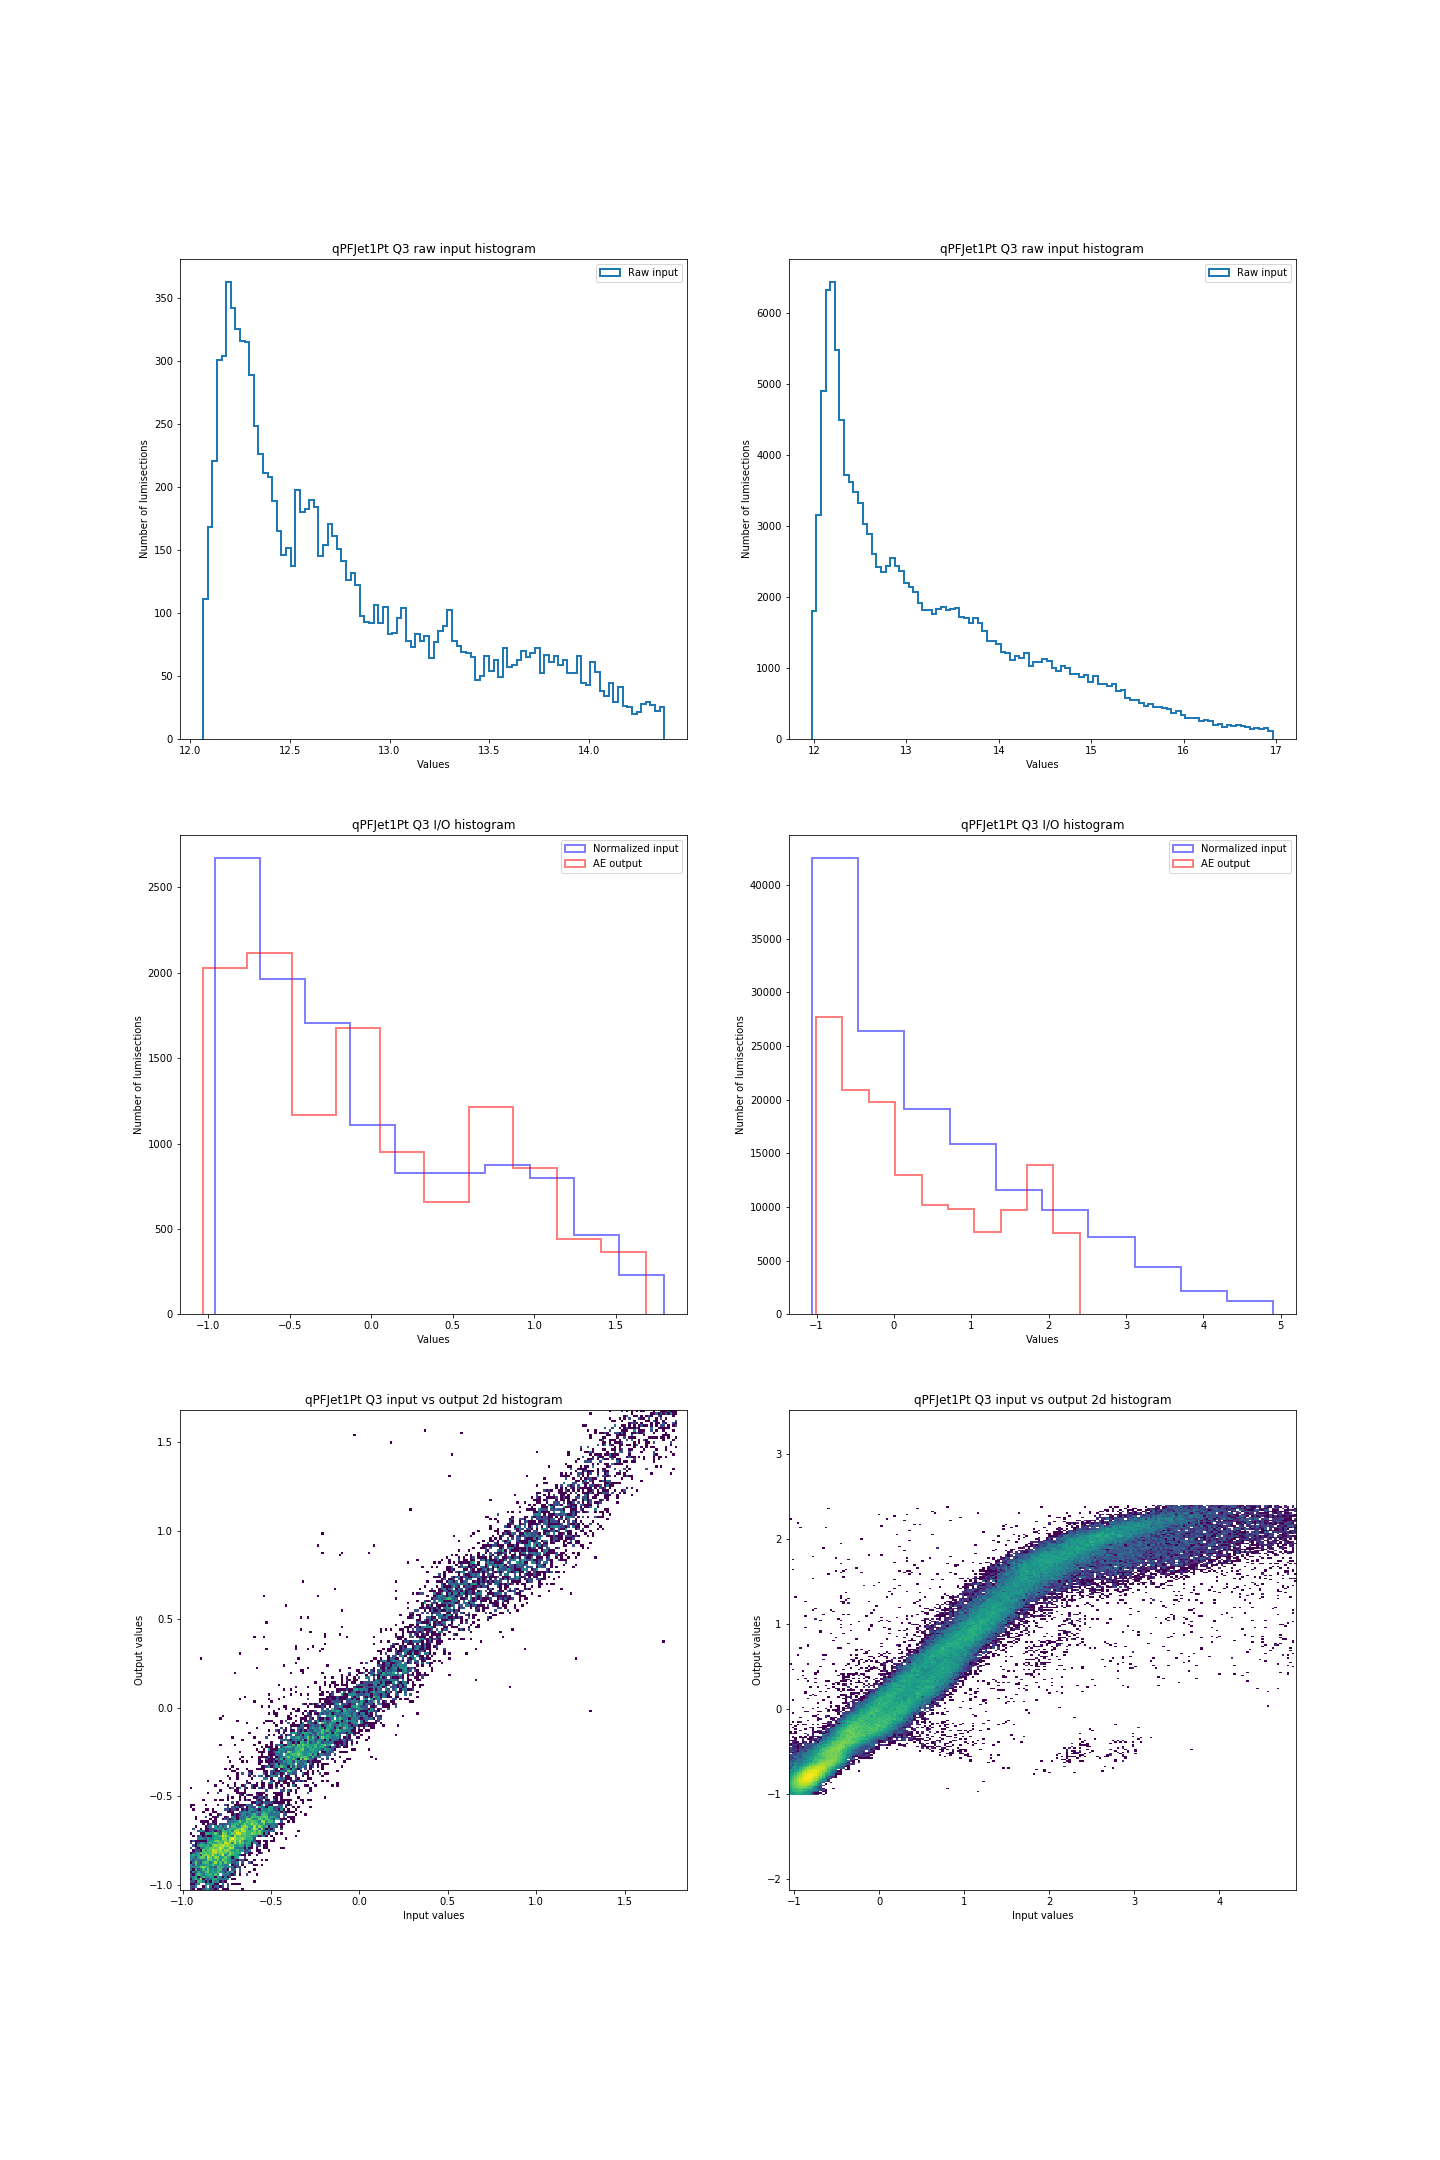 qPFJet1Pt Q3 raw input histogram
Raw input
Number of lumisections
350
300
250
200
150
100
50
0
12.0 12.5 13.0 13.5 14.0
Values
qPFJet1Pt Q3 raw input histogram
Raw input
Number of lumisections
6000
5000
4000
3000
2000
1000
0
12 13 14 15 16 17
Values
qPFJet1Pt Q3 I/O histogram
Normalized input
AE output
Number of lumisections
2500
2000
1500
1000
500
0
−1.0 −0.5 0.0 0.5 1.0 1.5
Values
qPFJet1Pt Q3 I/O histogram
Normalized input
AE output
Number of lumisections
40000
35000
30000
25000
20000
15000
10000
5000
0
−1 0 1 2 3 4 5
Values
qPFJet1Pt Q3 input vs output 2d histogram
Output values
1.5
1.0
0.5
0.0
−0.5
−1.0
−1.0 −0.5 0.0 0.5 1.0 1.5
Input values
qPFJet1Pt Q3 input vs output 2d histogram
Output values
3
2
1
0
−1
−2
−1 0 1 2 3 4
Input values